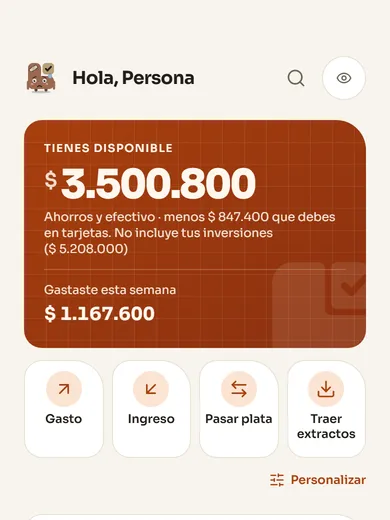 Hola, Persona
TIENES DISPONIBLE
$ 3.500.800
Ahorros y efectivo · menos $ 847.400 que debes
en tarjetas. No incluye tus inversiones
($ 5.208.000)
Gastaste esta semana
$ 1.167.600
Gasto
Ingreso
Pasar plata
Traer
extractos
Personalizar